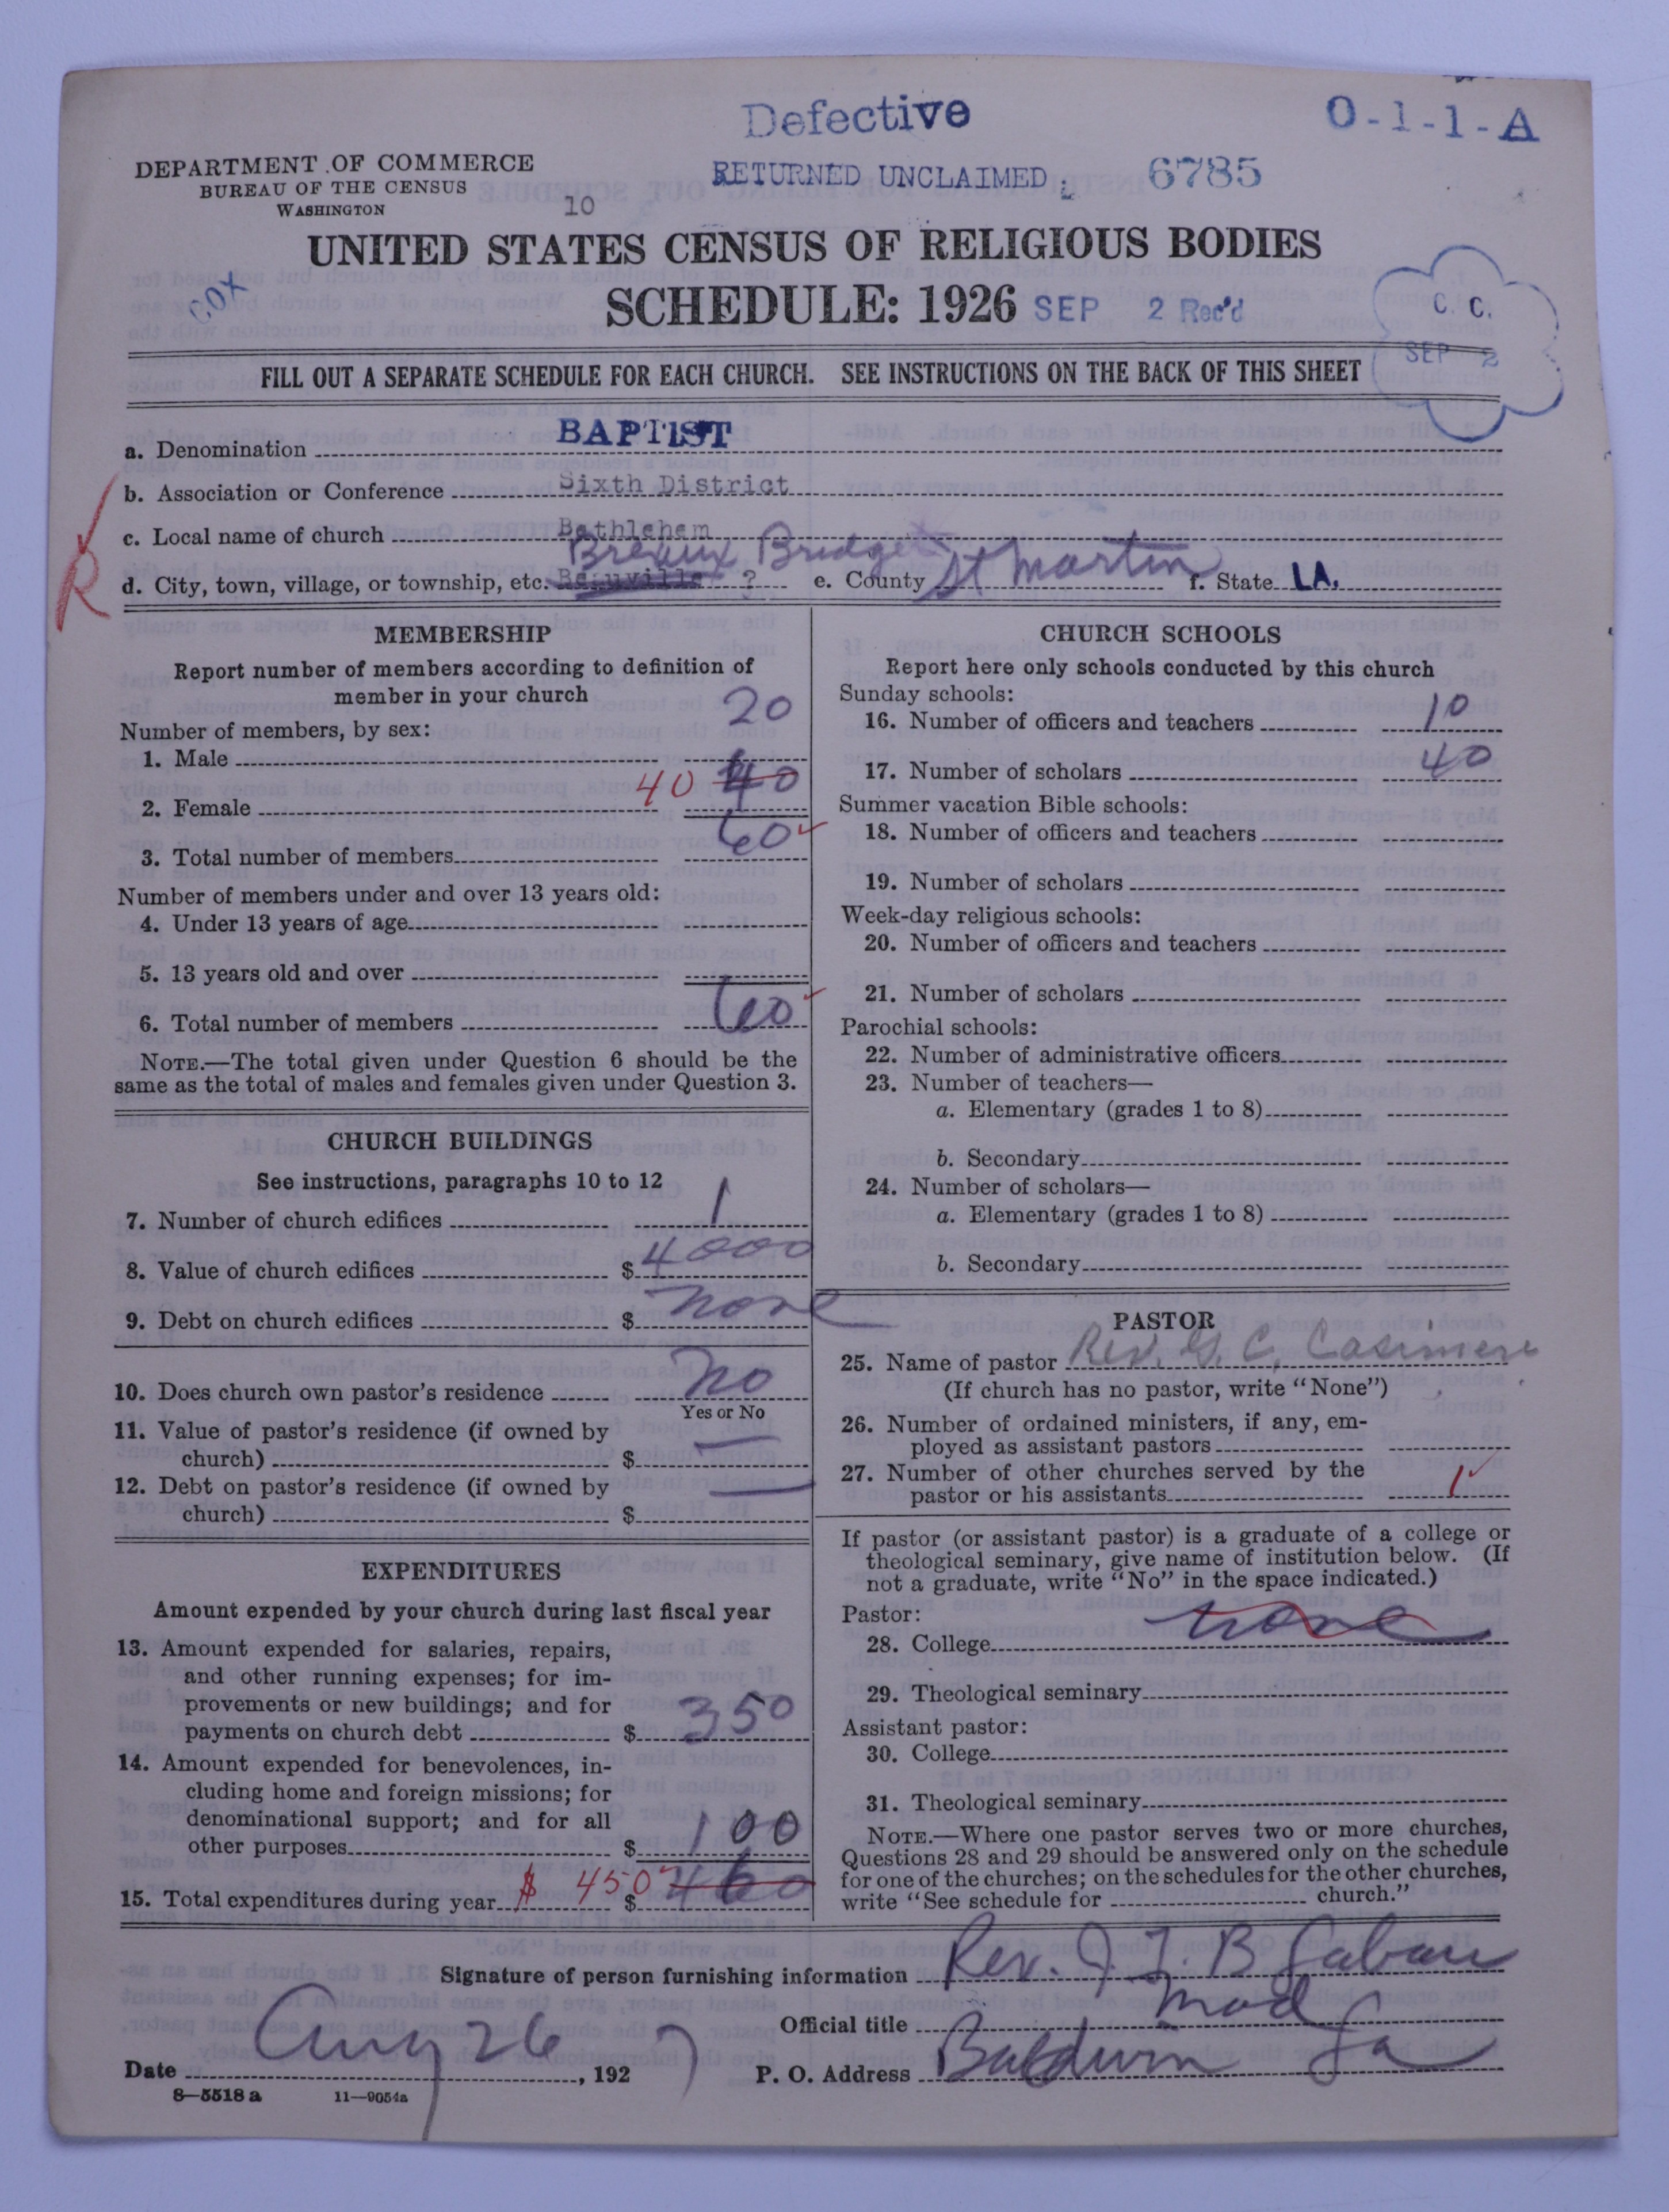 Defective
O-1-1-A
DEPARTMENT OF COMMERCE
BUREAU OF THE CENSUS
WASHINGTON
RETURNED UNCLAIMED
6785
10
UNITED STATES CENSUS OF RELIGIOUS BODIES
SCHEDULE: 1926
SEP 2 Rec'd
COX
C. C.
SEP 2
FILL OUT A SEPARATE SCHEDULE FOR EACH CHURCH. SEE INSTRUCTIONS ON THE BACK OF THIS SHEET
a. Denomination BAPTIST
b. Association or Conference Sixth District
c. Local name of church Bethlehem
Breaux Bridge
d. City, town, village, or township, etc. ? e. County St Martin f. State LA.
R
MEMBERSHIP
Report number of members according to definition of
member in your church
Number of members, by sex:
1. Male 20
2. Female 40 40
3. Total number of members 60
Number of members under and over 13 years old:
4. Under 13 years of age
5. 13 years old and over
6. Total number of members 60
NOTE.—The total given under Question 6 should be the
same as the total of males and females given under Question 3.
CHURCH BUILDINGS
See instructions, paragraphs 10 to 12
7. Number of church edifices 1
8. Value of church edifices $ 4000
9. Debt on church edifices $ none
10. Does church own pastor's residence no
Yes or No
11. Value of pastor's residence (if owned by
church) $ —
12. Debt on pastor's residence (if owned by
church) $ —
EXPENDITURES
Amount expended by your church during last fiscal year
13. Amount expended for salaries, repairs,
and other running expenses; for im-
provements or new buildings; and for
payments on church debt $ 350
14. Amount expended for benevolences, in-
cluding home and foreign missions; for
denominational support; and for all
other purposes $ 100
15. Total expenditures during year $ 450 $ 460
CHURCH SCHOOLS
Report here only schools conducted by this church
Sunday schools:
16. Number of officers and teachers 10
17. Number of scholars 40
Summer vacation Bible schools:
18. Number of officers and teachers
19. Number of scholars
Week-day religious schools:
20. Number of officers and teachers
21. Number of scholars
Parochial schools:
22. Number of administrative officers
23. Number of teachers—
a. Elementary (grades 1 to 8)
b. Secondary
24. Number of scholars—
a. Elementary (grades 1 to 8)
b. Secondary
PASTOR
25. Name of pastor Rev. G. C. Casimiere
(If church has no pastor, write "None")
26. Number of ordained ministers, if any, em-
ployed as assistant pastors
27. Number of other churches served by the
pastor or his assistants 1
If pastor (or assistant pastor) is a graduate of a college or
theological seminary, give name of institution below. (If
not a graduate, write "No" in the space indicated.)
Pastor:
28. College none
29. Theological seminary
Assistant pastor:
30. College
31. Theological seminary
NOTE.—Where one pastor serves two or more churches,
Questions 28 and 29 should be answered only on the schedule
for one of the churches; on the schedules for the other churches,
write "See schedule for church."
Signature of person furnishing information Rev. J. B
Official title Mod
Date Aug 26, 1927 P. O. Address Baldwin La
8—5518 a 11—9054a